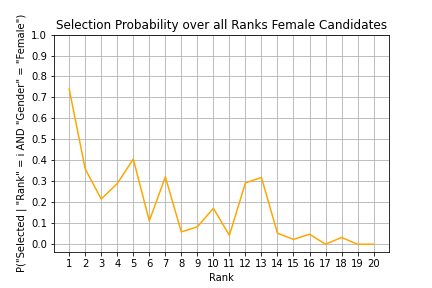 Selection Probability over all Ranks Female Candidates
P("Selected | "Rank" = i AND "Gender" = "Female")
1.0
0.9
0.8
0.7
0.6
0.5
0.4
0.3
0.2
0.1
0.0
1 2 3 4 5 6 7 8 9 10 11 12 13 14 15 16 17 18 19 20
Rank